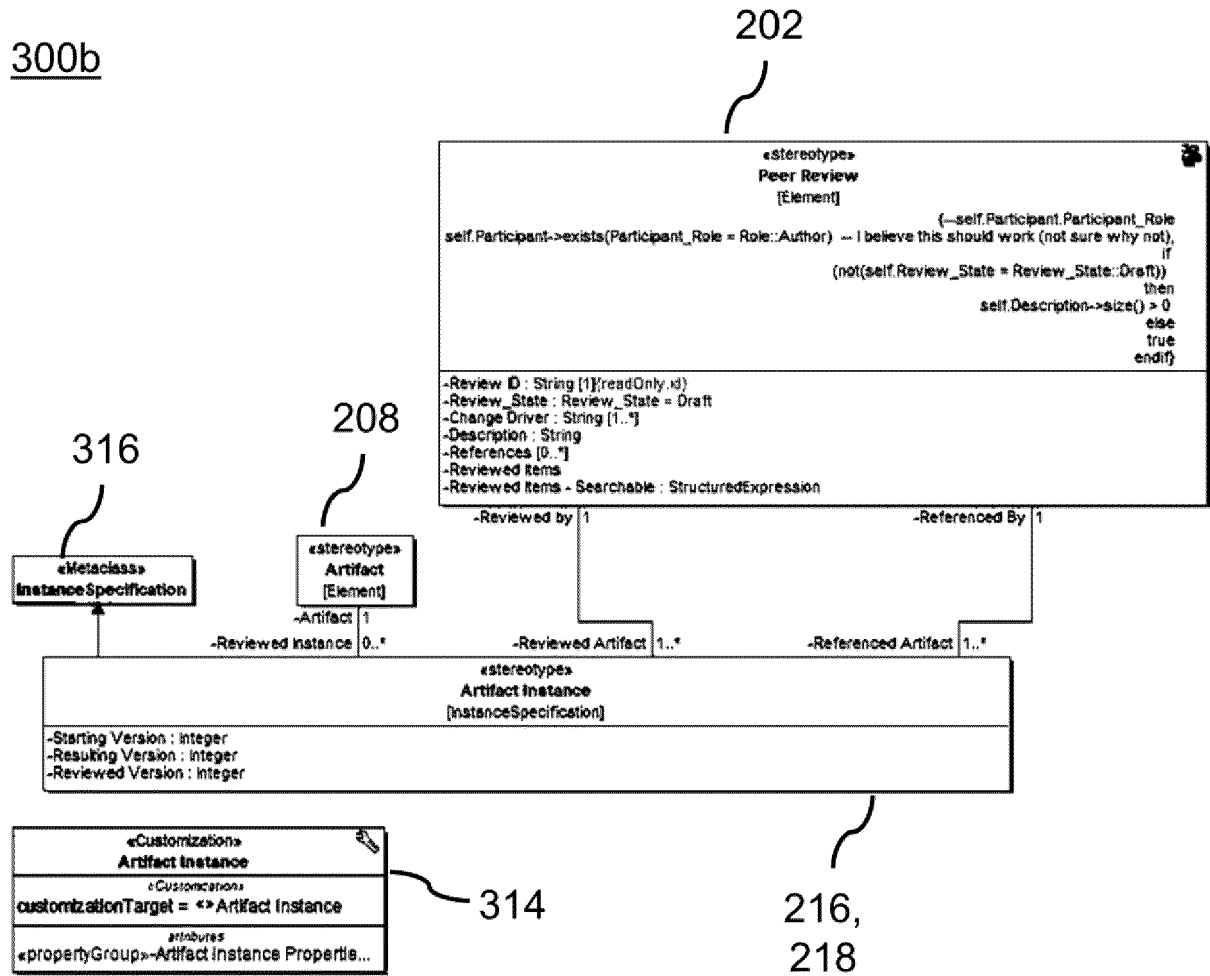 300b
202
«stereotype»
Peer Review
[Element]
{--self.Participant.Participant_Role
self.Participant->exists(Participant_Role = Role::Author) -- I believe this should work (not sure why not),
if
(not(self.Review_State = Review_State::Draft))
then
self.Description->size() > 0
else
true
endif}
-Review ID : String [1]{readOnly,id}
-Review_State : Review_State = Draft
-Change Driver : String [1..*]
-Description : String
-References [0..*]
-Reviewed Items
-Reviewed Items - Searchable : StructuredExpression
-Reviewed by 1
-Referenced By 1
316
208
«Metaclass»
InstanceSpecification
«stereotype»
Artifact
[Element]
-Artifact 1
-Reviewed Instance 0..*
-Reviewed Artifact 1..*
-Referenced Artifact 1..*
«stereotype»
Artifact Instance
[InstanceSpecification]
-Starting Version : Integer
-Resulting Version : Integer
-Reviewed Version : Integer
«Customization»
Artifact Instance
«Customization»
customizationTarget = <>Artifact Instance
attributes
«propertyGroup»-Artifact Instance Propertie...
314
216,
218